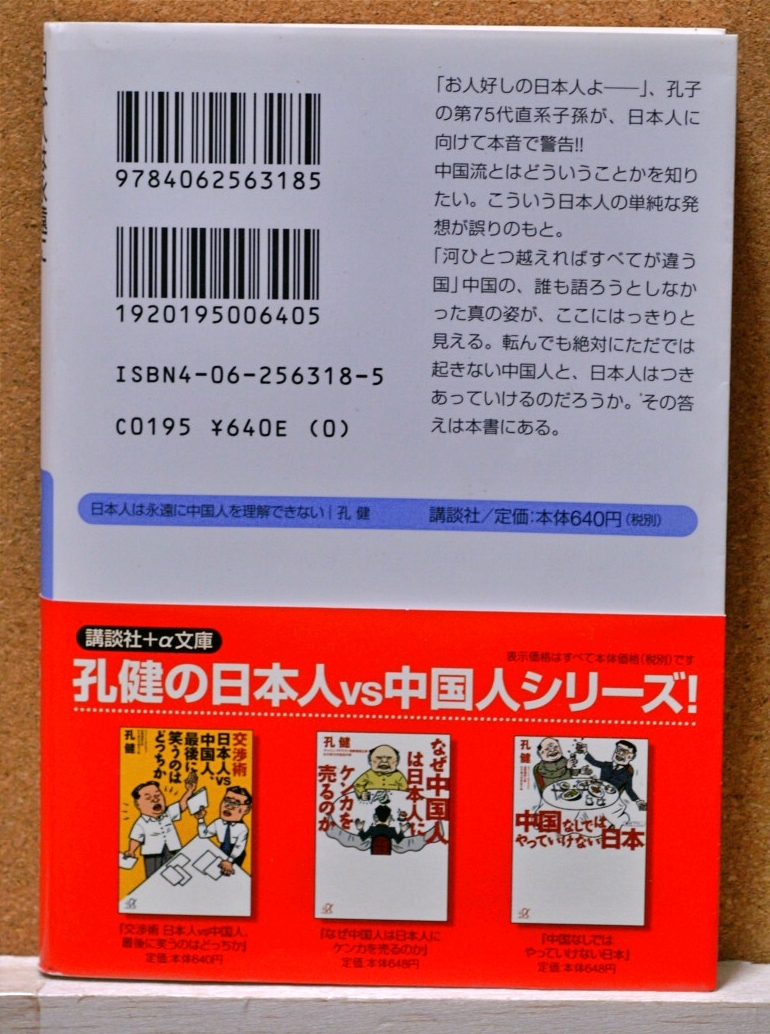 9784062563185
1920195006405
ISBN4-06-256318-5
C0195 ¥640E (0)
「お人好しの日本人よ――」、孔子
の第75代直系子孫が、日本人に
向けて本音で警告!!
中国流とはどういうことかを知り
たい。こういう日本人の単純な発
想が誤りのもと。
「河ひとつ越えればすべてが違う
国」中国の、誰も語ろうとしなか
った真の姿が、ここにはっきりと
見える。転んでも絶対にただでは
起きない中国人と、日本人はつき
あっていけるのだろうか。その答
えは本書にある。
日本人は永遠に中国人を理解できない|孔 健
講談社/定価:本体640円(税別)
講談社+α文庫
表示価格はすべて本体価格(税別)です
孔健の日本人vs中国人シリーズ!
交渉術
日本人vs
中国人、
最後に
笑うのは
どっちか
孔 健
孔 健
なぜ中国人
は日本人に
ケンカを
売るのか
孔 健
中国なしでは
やっていけない日本
『交渉術 日本人vs中国人、
最後に笑うのはどっちか』
定価:本体640円
『なぜ中国人は日本人に
ケンカを売るのか』
定価:本体648円
『中国なしでは
やっていけない日本』
定価:本体648円